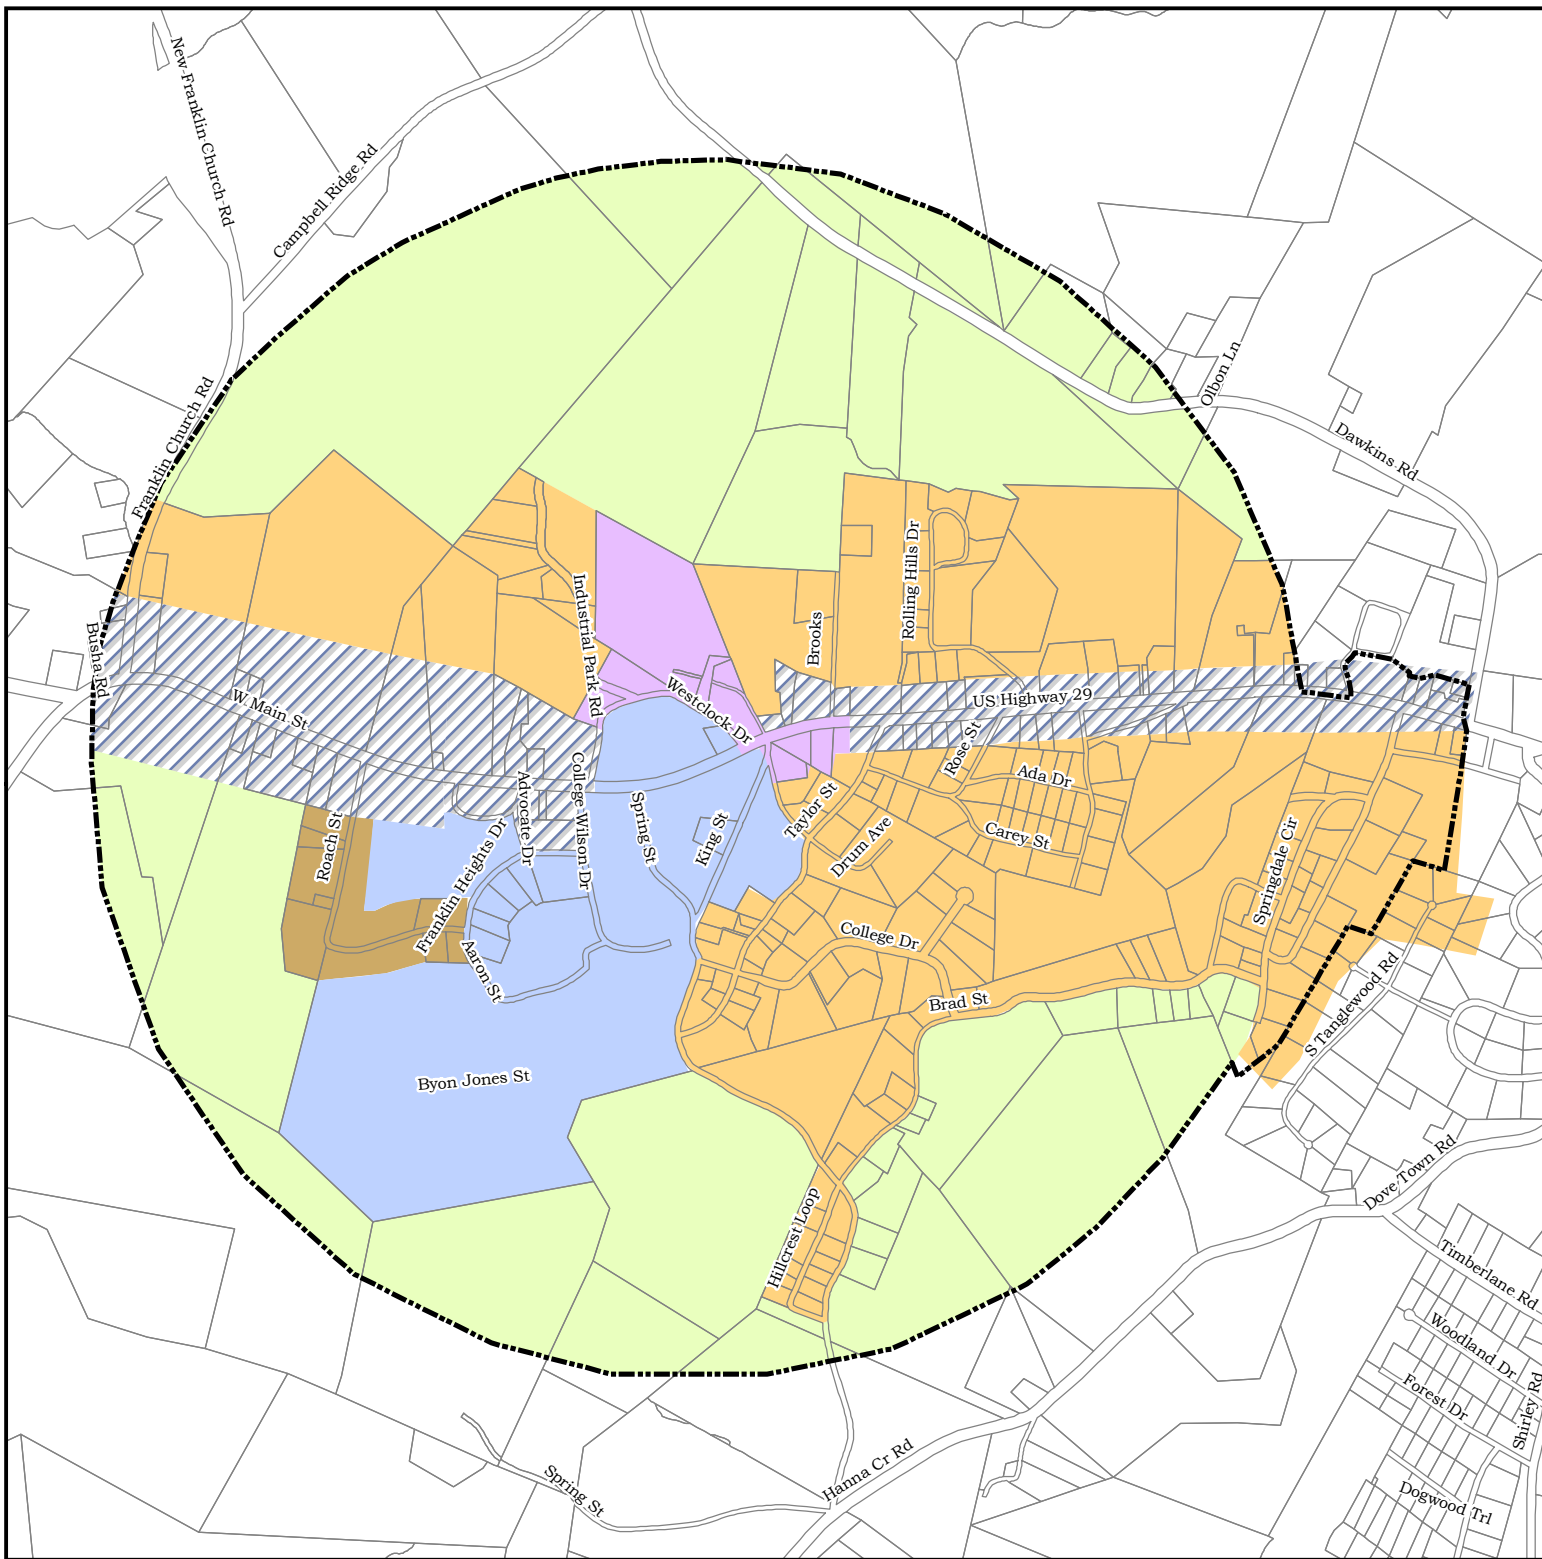 New Franklin Church Rd
Campbell Ridge Rd
Olbon Ln
Franklin Church Rd
Dawkins Rd
Rolling Hills Dr
Industrial Park Rd
Brooks
Busha Rd
W Main St
Westclock Dr
US Highway 29
Rose St
Ada Dr
Advocate Dr
College Wilson Dr
Spring St
King St
Taylor St
Drum Ave
Carey St
Roach St
Franklin Heights Dr
Springdale Cir
College Dr
Aaron St
Brad St
S Tanglewood Rd
Byon Jones St
Dove Town Rd
Hillcrest Loop
Timberlane Rd
Woodland Dr
Forest Dr
Shirley Rd
Hanna Cr Rd
Spring St
Dogwood Trl